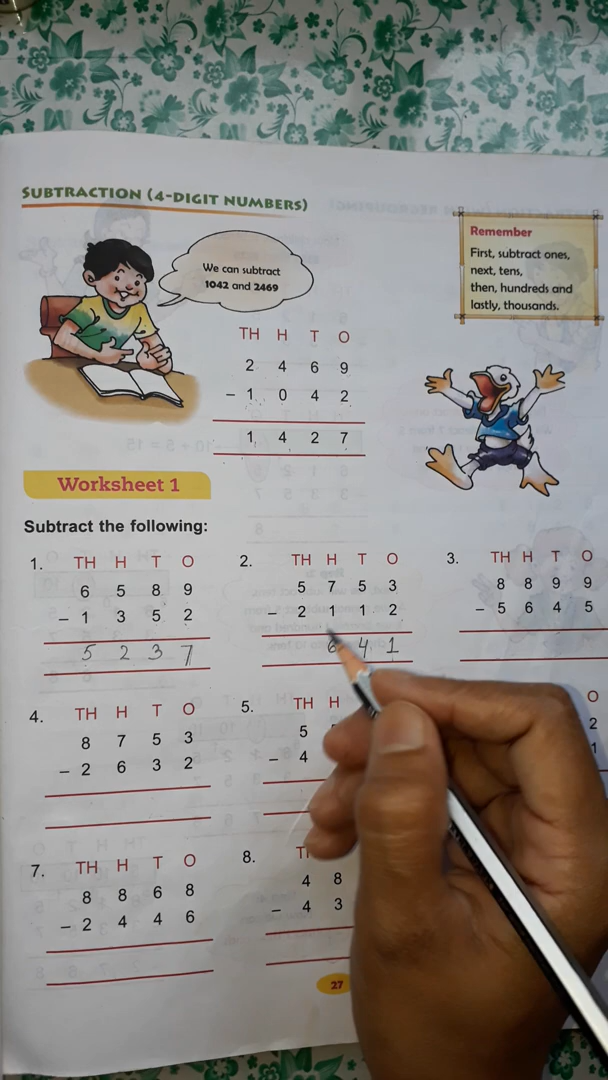 SUBTRACTION (4-DIGIT NUMBERS)
We can subtract
1042 and 2469
Remember
First, subtract ones,
next, tens,
then, hundreds and
lastly, thousands.
TH H T O
2 4 6 9
- 1 0 4 2
1 4 2 7
Worksheet 1
Subtract the following:
1. TH H T O
6 5 8 9
- 1 3 5 2
5 2 3 7
2. TH H T O
5 7 5 3
- 2 1 1 2
6 4 1
3. TH H T O
8 8 9 9
- 5 6 4 5
4. TH H T O
8 7 5 3
- 2 6 3 2
5. TH H
5
- 4
O
2
1
7. TH H T O
8 8 6 8
- 2 4 4 6
8.
4 8
- 4 3
27